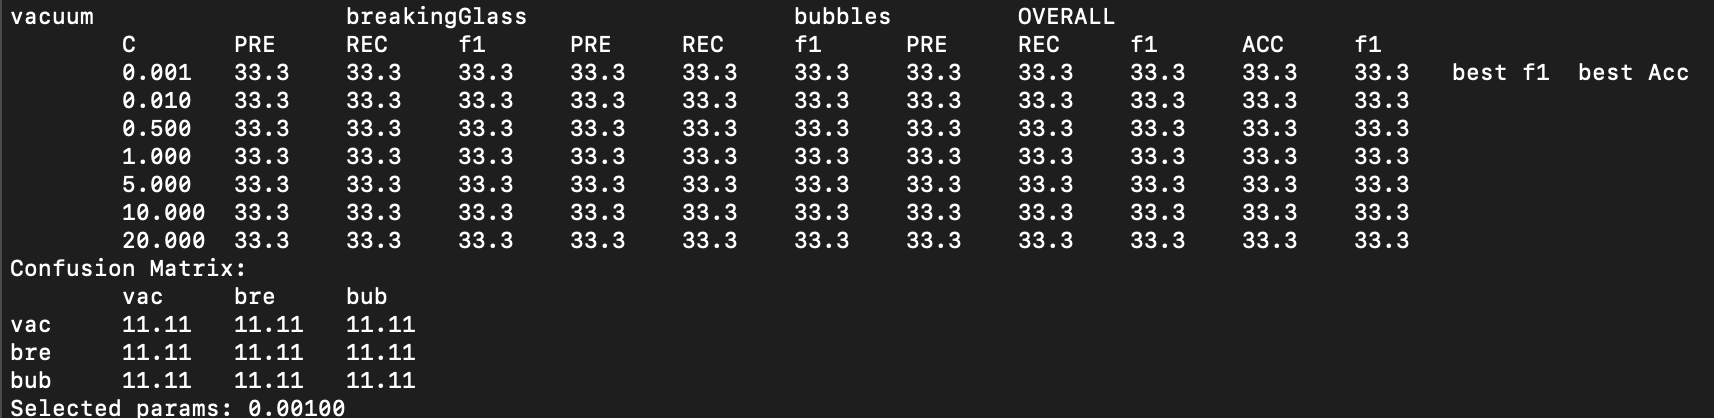 vacuum breakingGlass bubbles OVERALL
C PRE REC f1 PRE REC f1 PRE REC f1 ACC f1
0.001 33.3 33.3 33.3 33.3 33.3 33.3 33.3 33.3 33.3 33.3 33.3 best f1 best Acc
0.010 33.3 33.3 33.3 33.3 33.3 33.3 33.3 33.3 33.3 33.3 33.3
0.500 33.3 33.3 33.3 33.3 33.3 33.3 33.3 33.3 33.3 33.3 33.3
1.000 33.3 33.3 33.3 33.3 33.3 33.3 33.3 33.3 33.3 33.3 33.3
5.000 33.3 33.3 33.3 33.3 33.3 33.3 33.3 33.3 33.3 33.3 33.3
10.000 33.3 33.3 33.3 33.3 33.3 33.3 33.3 33.3 33.3 33.3 33.3
20.000 33.3 33.3 33.3 33.3 33.3 33.3 33.3 33.3 33.3 33.3 33.3
Confusion Matrix:
vac bre bub
vac 11.11 11.11 11.11
bre 11.11 11.11 11.11
bub 11.11 11.11 11.11
Selected params: 0.00100